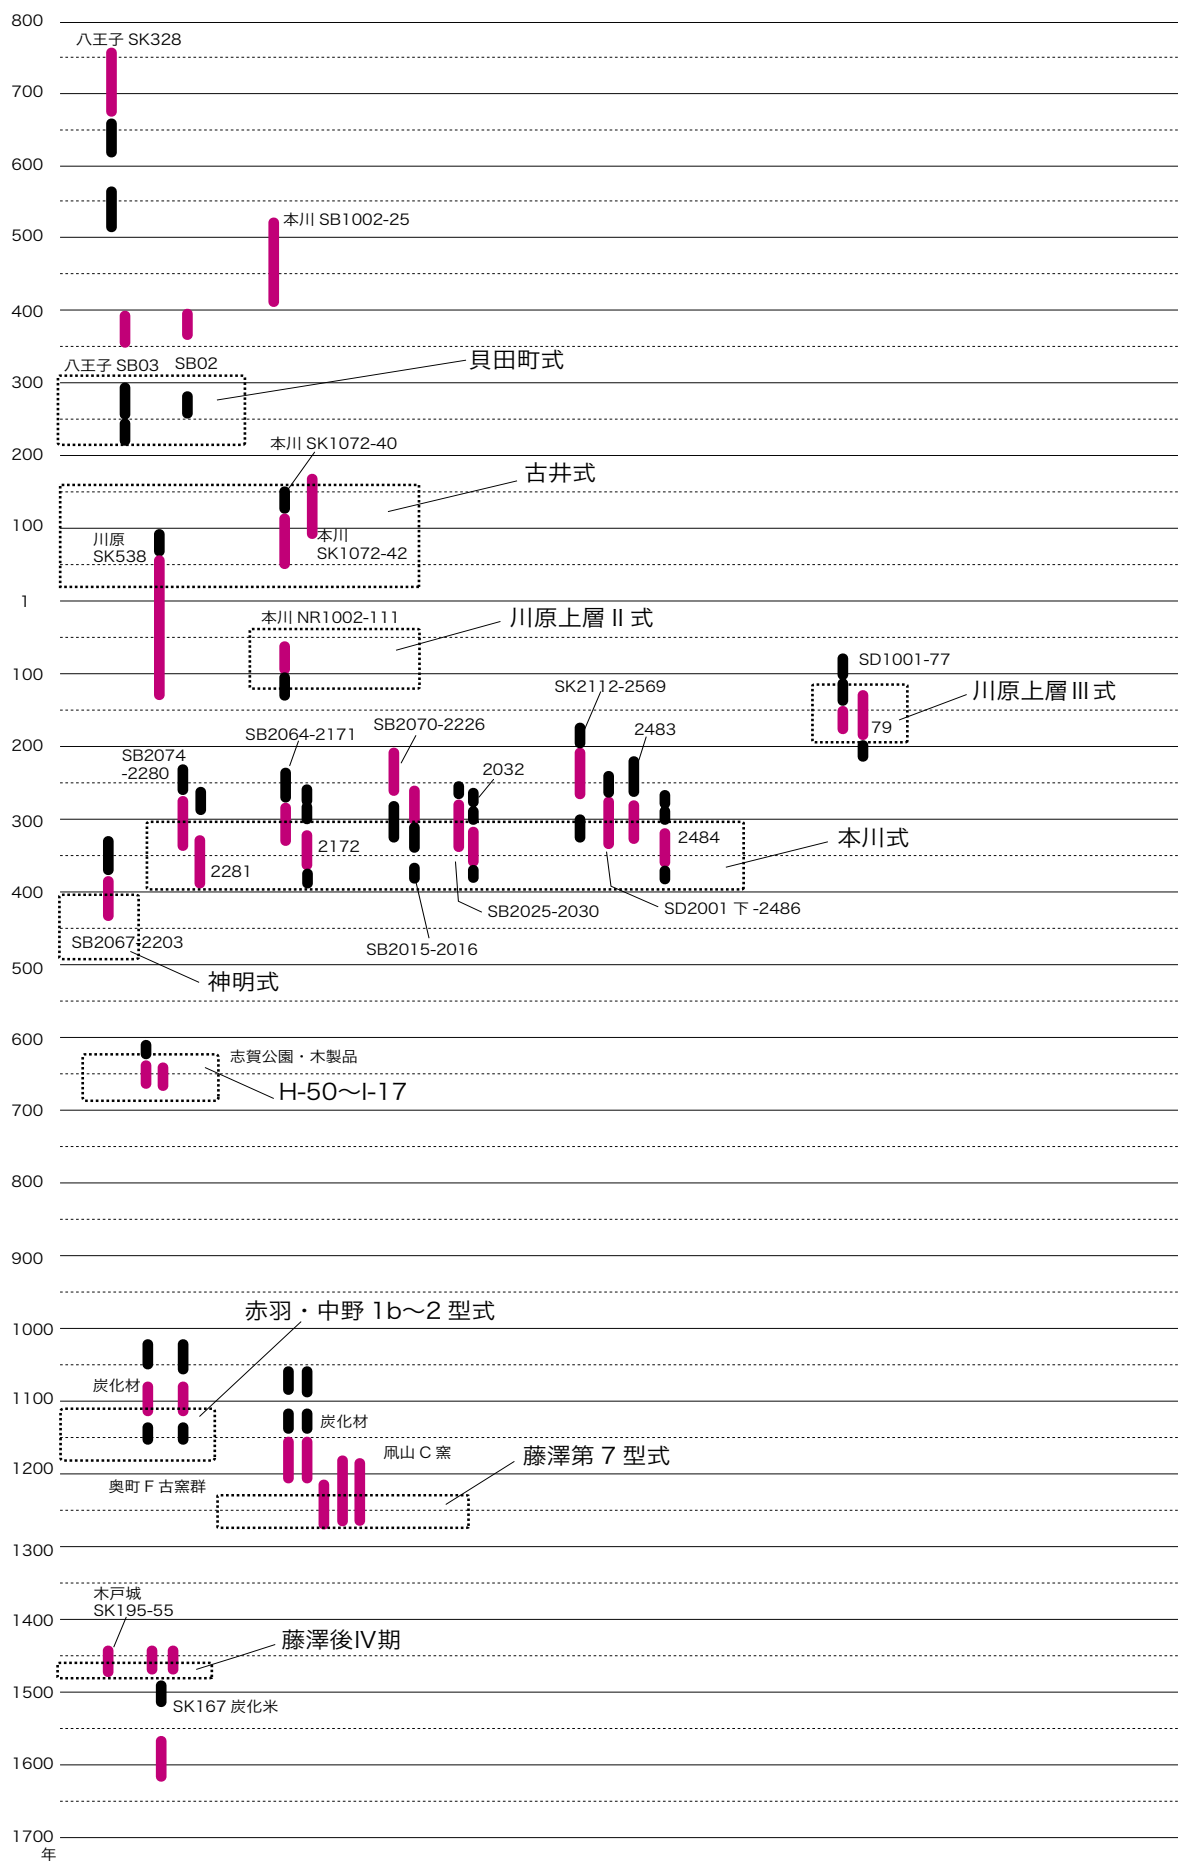 800
八王子 SK328
700
600
500
本川 SB1002-25
400
八王子 SB03
SB02
貝田町式
300
200
本川 SK1072-40
古井式
100
川原
SK538
本川
SK1072-42
1
本川 NR1002-111
川原上層 II 式
100
SD1001-77
SK2112-2569
川原上層 III 式
SB2070-2226
79
SB2064-2171
2483
200
SB2074
-2280
2032
300
2172
2484
本川式
2281
400
SB2025-2030
SD2001 下 -2486
SB2067-2203
SB2015-2016
500
神明式
600
志賀公園・木製品
H-50〜I-17
700
800
900
1000
赤羽・中野 1b〜2 型式
炭化材
1100
炭化材
凧山 C 窯
藤澤第 7 型式
1200
奥町 F 古窯群
1300
木戸城
SK195-55
1400
藤澤後IV期
1500
SK167 炭化米
1600
1700
年